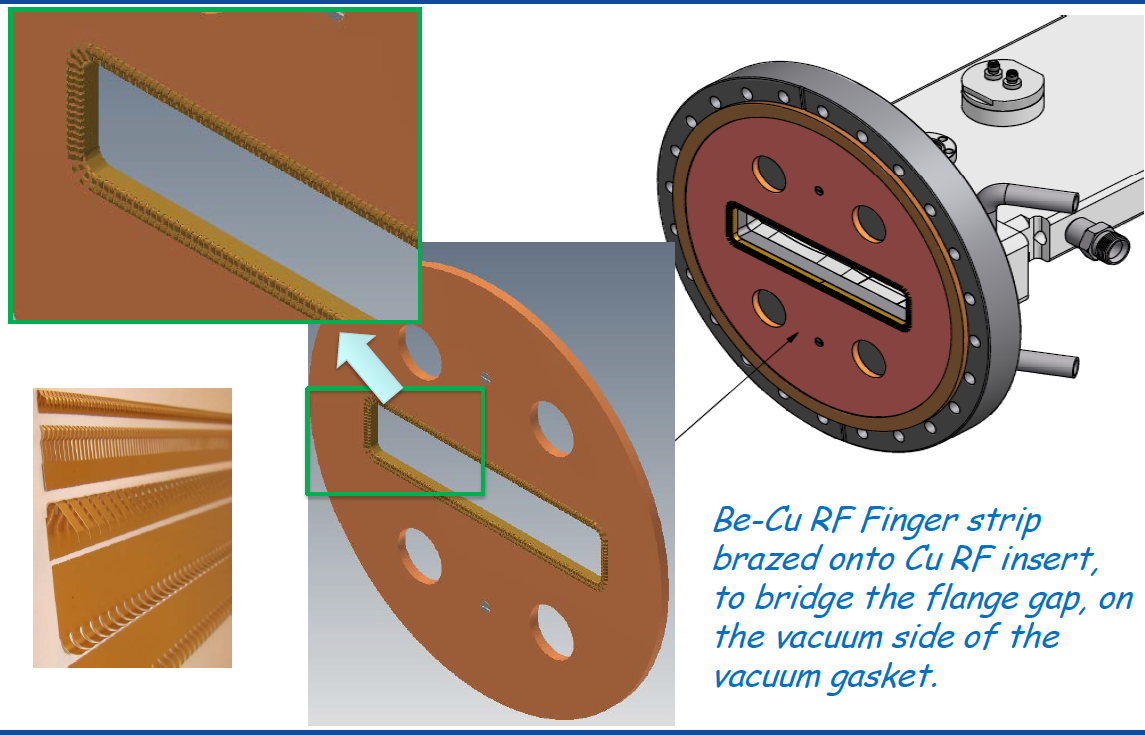 Be-Cu RF Finger strip
brazed onto Cu RF insert,
to bridge the flange gap, on
the vacuum side of the
vacuum gasket.